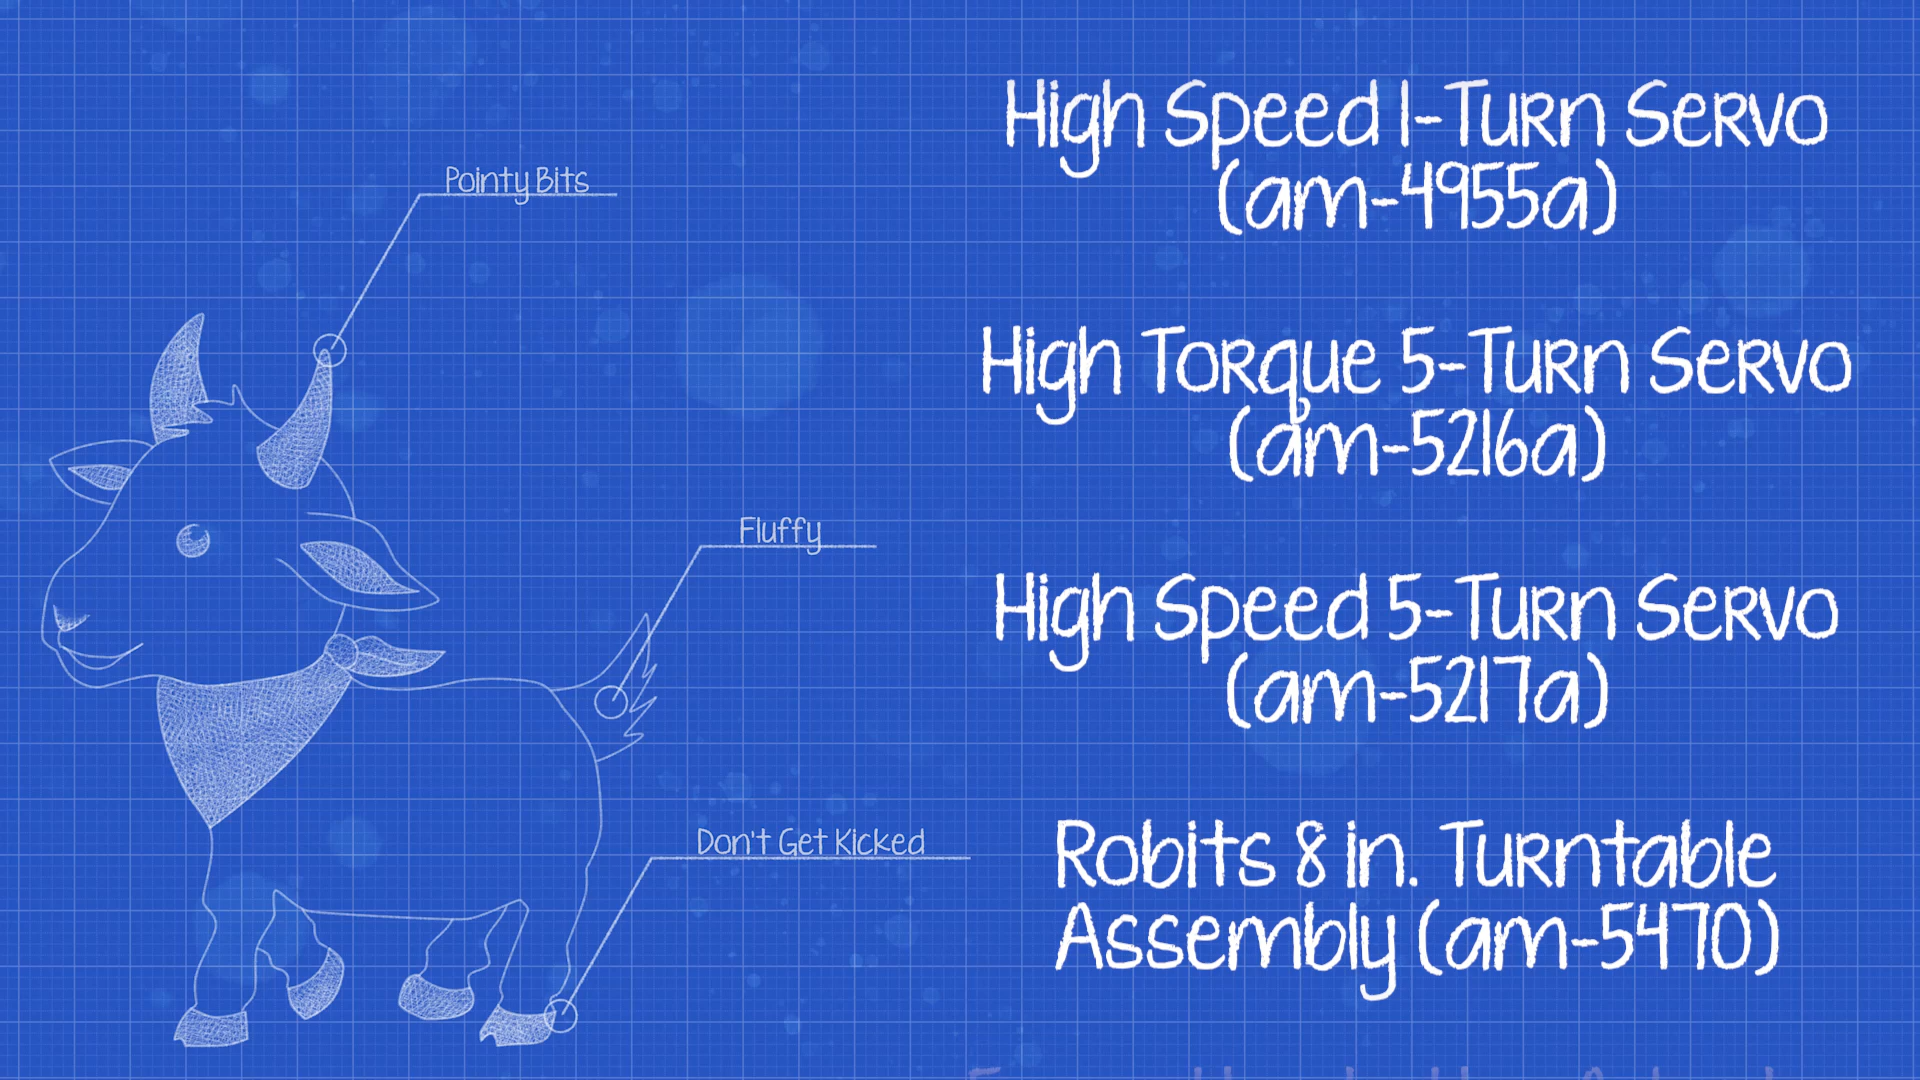 Pointy Bits
Fluffy
Don't Get Kicked
High Speed 1-Turn Servo
(am-4955a)
High Torque 5-Turn Servo
(am-5216a)
High Speed 5-Turn Servo
(am-5217a)
Robits 8 in. Turntable
Assembly (am-5470)